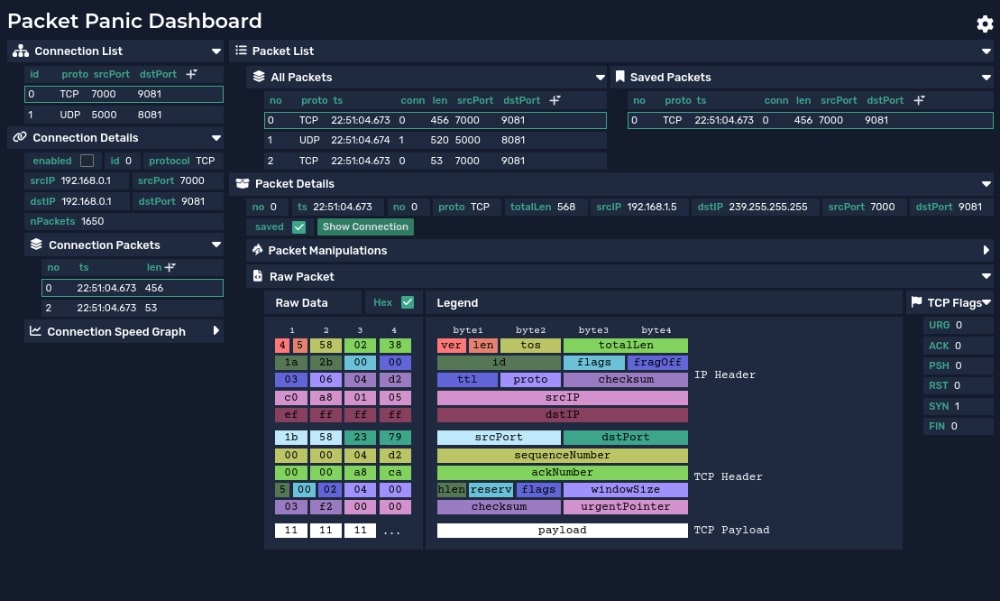 Packet Panic Dashboard
Connection List
id proto srcPort dstPort
0 TCP 7000 9081
1 UDP 5000 8081
Connection Details
enabled id 0 protocol TCP
srcIP 192.168.0.1 srcPort 7000
dstIP 192.168.0.1 dstPort 9081
nPackets 1650
Connection Packets
no ts len
0 22:51:04.673 456
2 22:51:04.673 53
Connection Speed Graph
Packet List
All Packets
no proto ts conn len srcPort dstPort
0 TCP 22:51:04.673 0 456 7000 9081
1 UDP 22:51:04.674 1 520 5000 8081
2 TCP 22:51:04.673 0 53 7000 9081
Saved Packets
no proto ts conn len srcPort dstPort
0 TCP 22:51:04.673 0 456 7000 9081
Packet Details
no 0 ts 22:51:04.673 no 0 proto TCP totalLen 568 srcIP 192.168.1.5 dstIP 239.255.255.255 srcPort 7000 dstPort 9081
saved Show Connection
Packet Manipulations
Raw Packet
Raw Data Hex
1 2 3 4
4 5 58 02 38
1a 2b 00 00
03 06 04 d2
c0 a8 01 05
ef ff ff ff
1b 58 23 79
00 00 04 d2
00 00 a8 ca
5 00 02 04 00
03 f2 00 00
11 11 11 ...
Legend
byte1 byte2 byte3 byte4
ver len tos totalLen
id flags fragOff
ttl proto checksum
srcIP
dstIP
IP Header
srcPort dstPort
sequenceNumber
ackNumber
hlen reserv flags windowSize
checksum urgentPointer
TCP Header
payload TCP Payload
TCP Flags
URG 0
ACK 0
PSH 0
RST 0
SYN 1
FIN 0